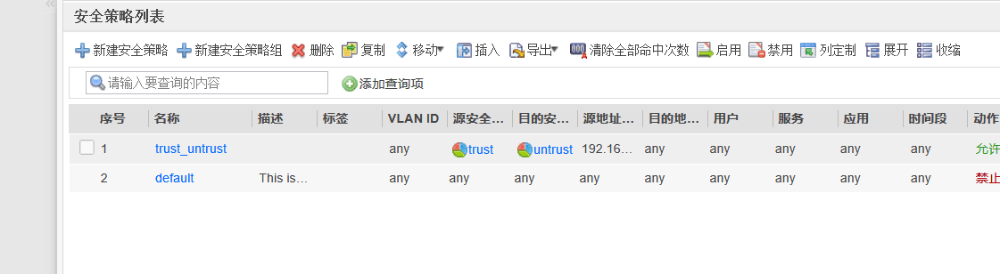 安全策略列表
新建安全策略 新建安全策略组 删除 复制 移动 插入 导出 清除全部命中次数 启用 禁用 列定制 展开 收缩
请输入要查询的内容 添加查询项
序号 名称 描述 标签 VLAN ID 源安全... 目的安... 源地址... 目的地... 用户 服务 应用 时间段 动作
1 trust_untrust any trust untrust 192.16... any any any any any 允许
2 default This is... any any any any any any any any any 禁止